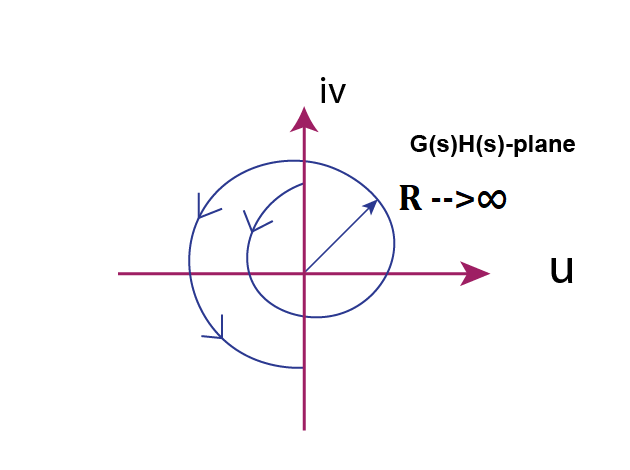 iv
G(s)H(s)-plane
R -->∞
u